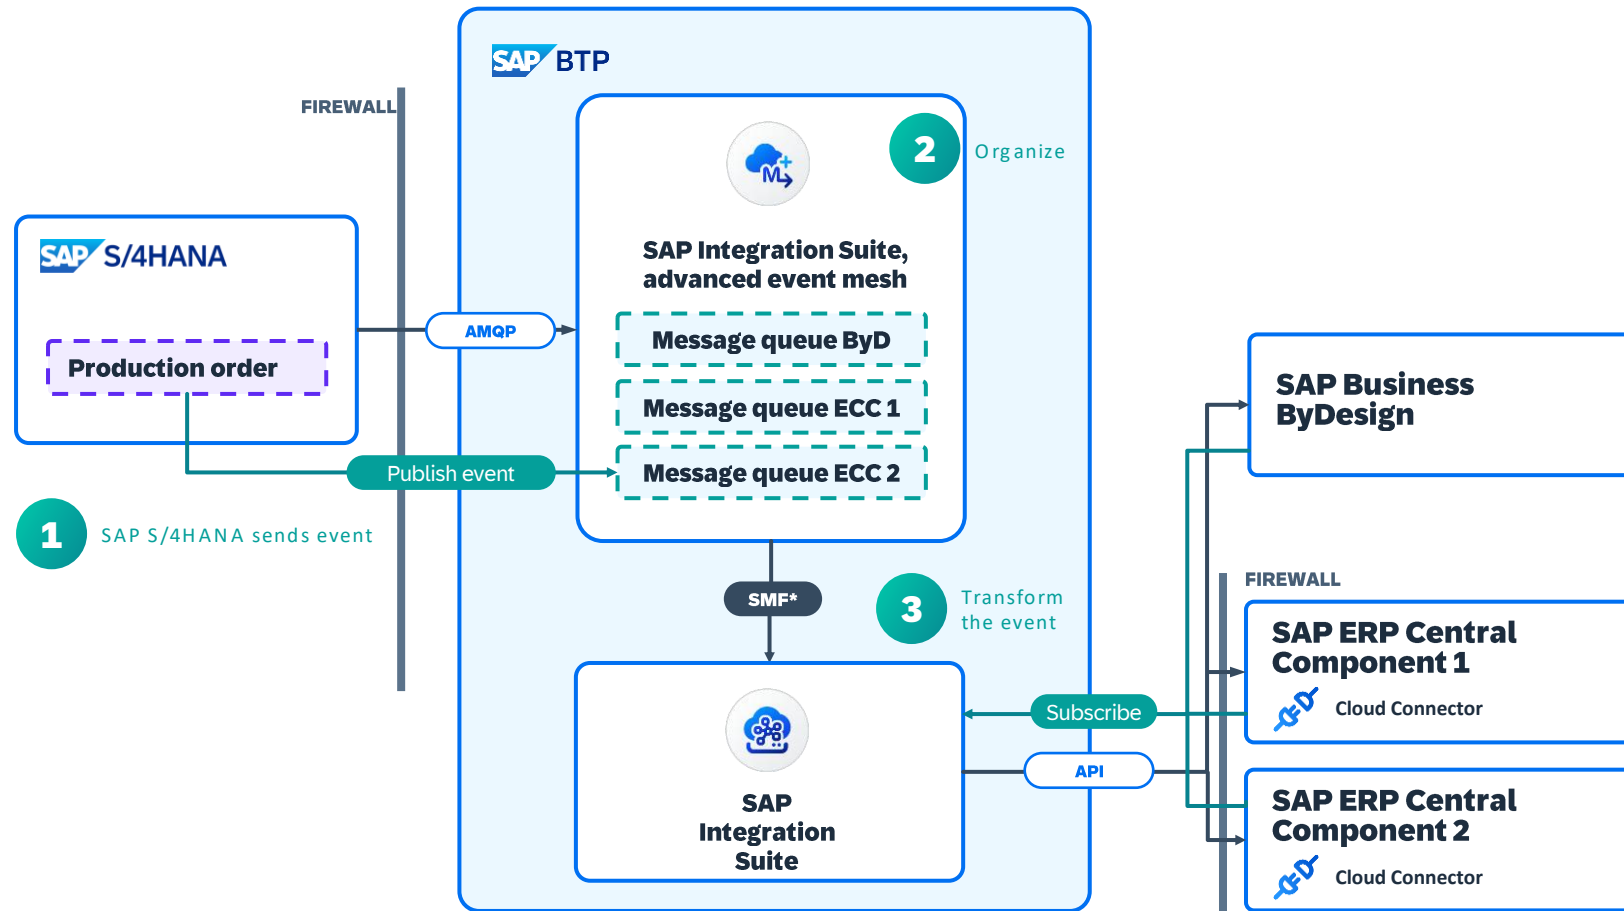 SAP BTP
FIREWALL
2
Organize
SAP Integration Suite,
advanced event mesh
SAP S/4HANA
AMQP
Message queue ByD
Production order
Message queue ECC 1
Publish event
Message queue ECC 2
1
SAP S/4HANA sends event
SMF*
3
Transform
the event
SAP Business
ByDesign
FIREWALL
SAP ERP Central
Component 1
Cloud Connector
Subscribe
API
SAP
Integration
Suite
SAP ERP Central
Component 2
Cloud Connector